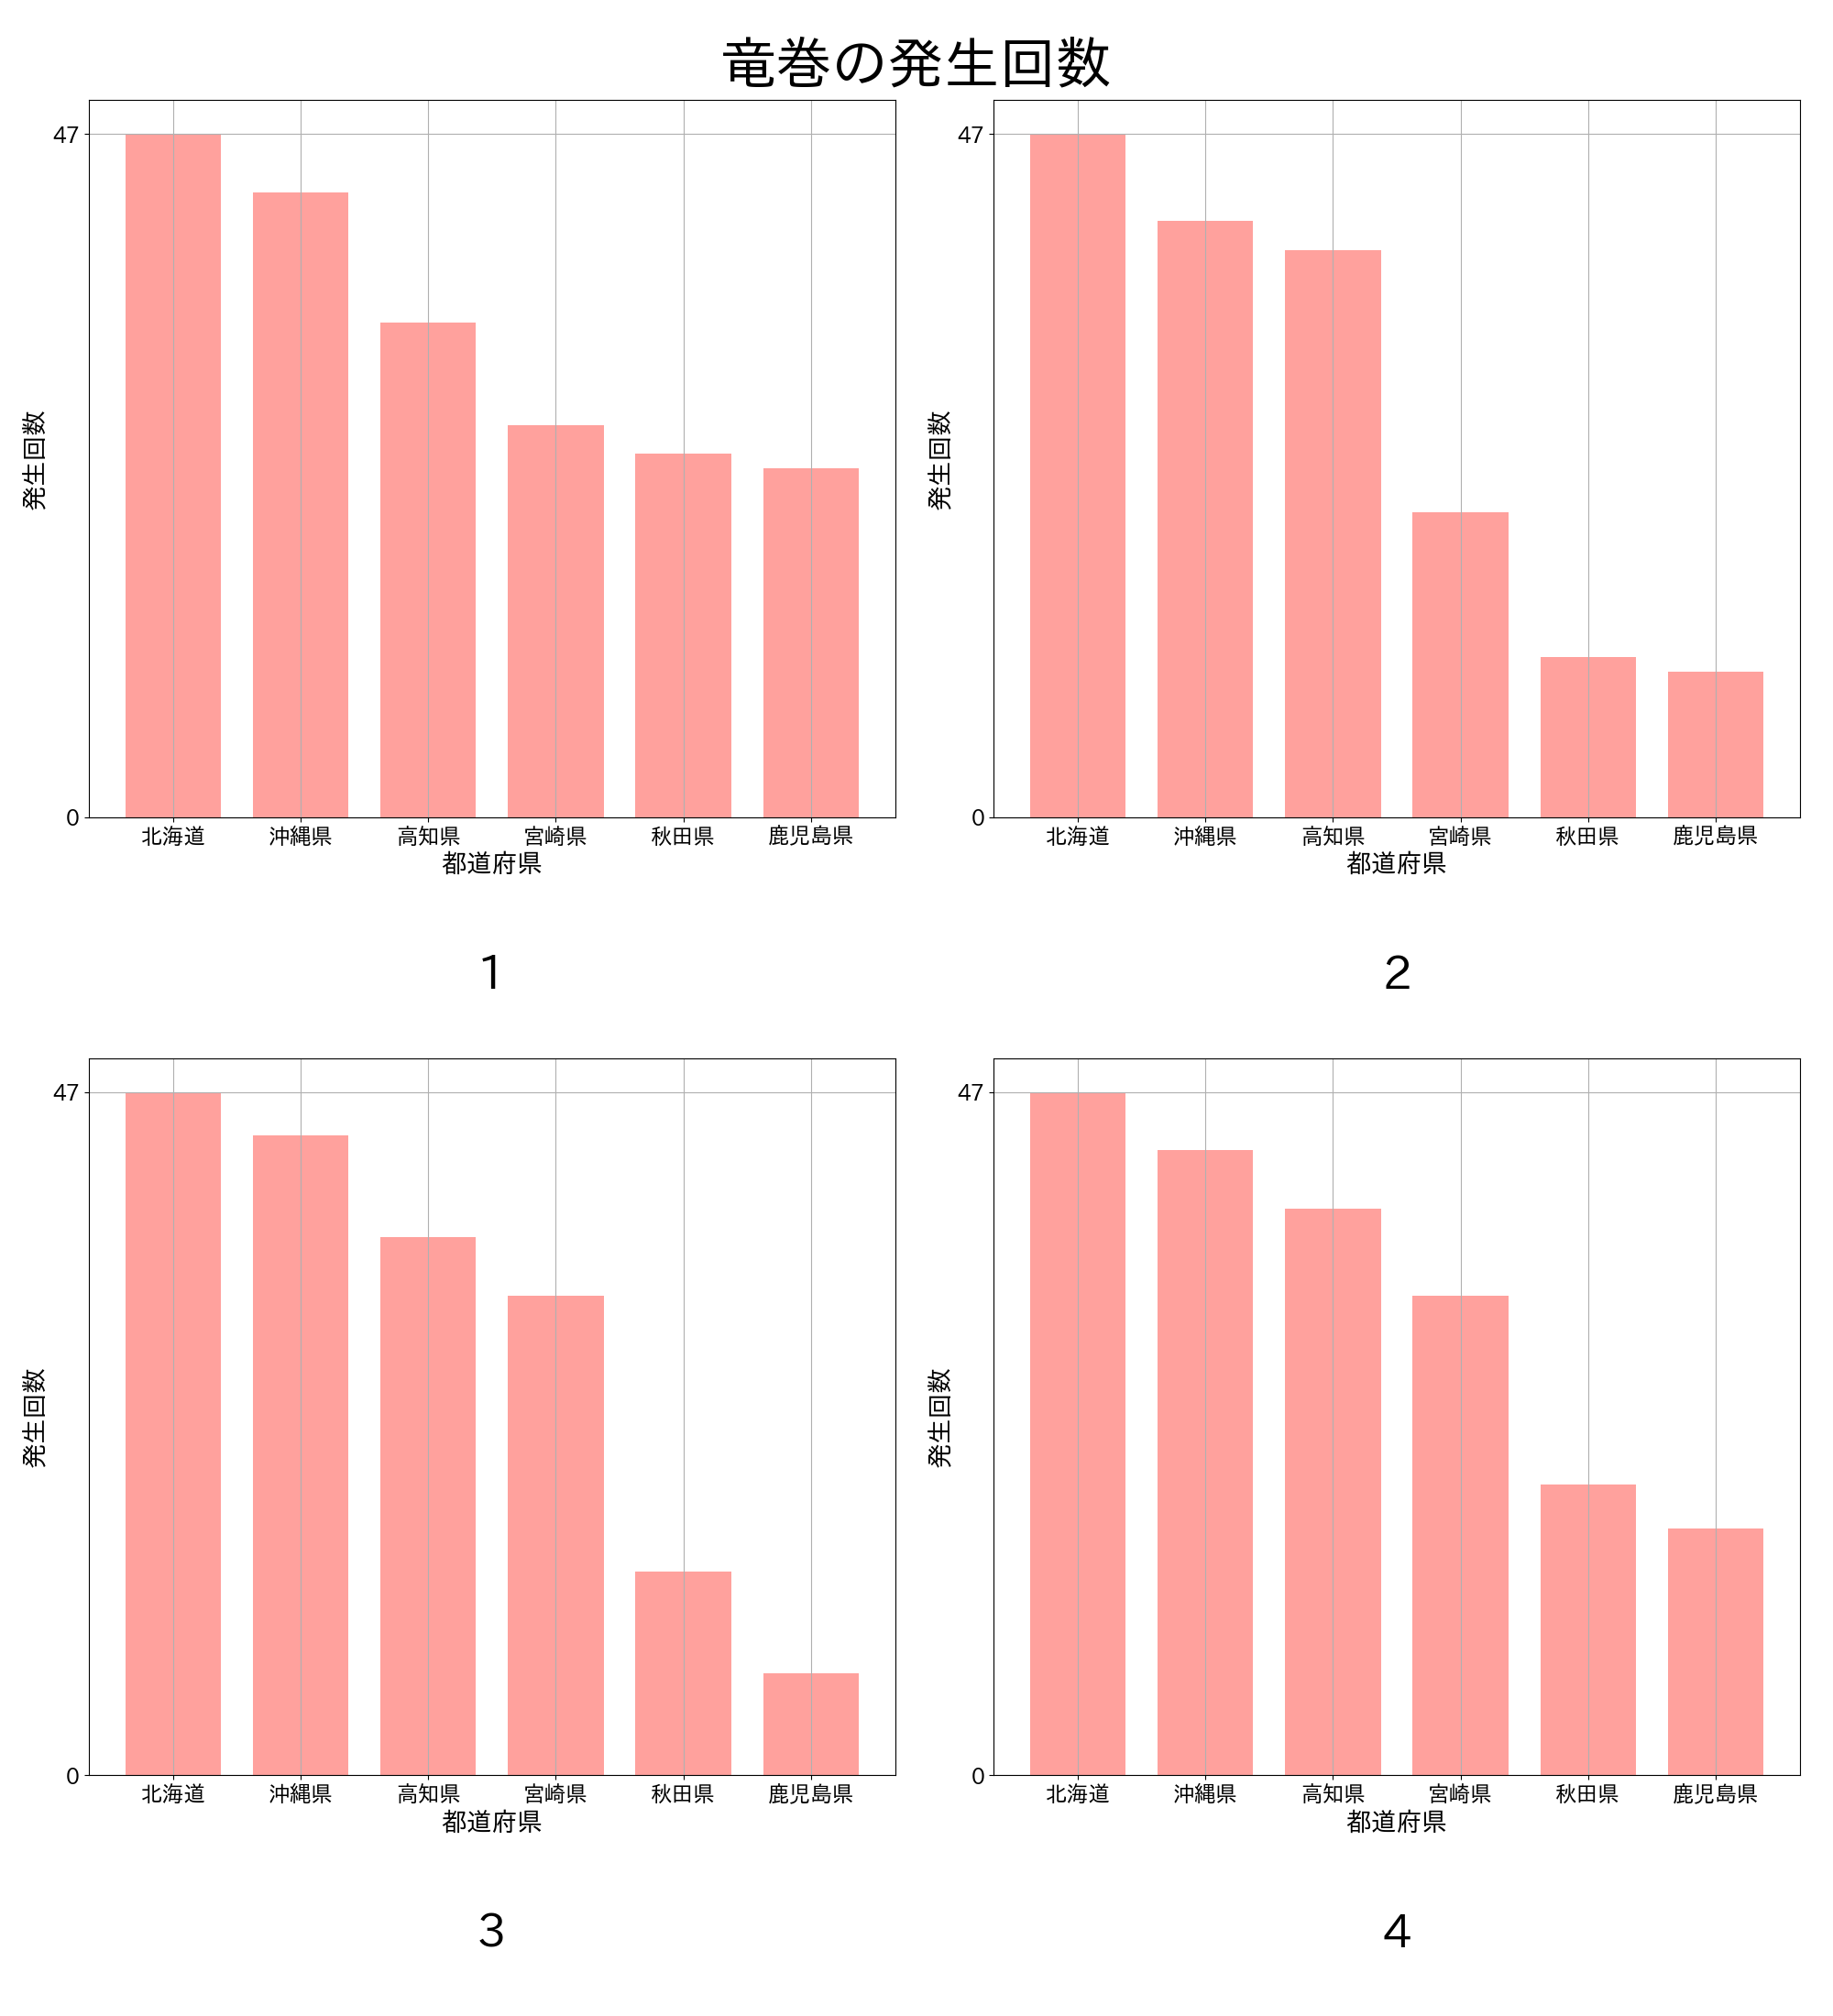 竜巻の発生回数
47
0
発生回数
北海道 沖縄県 高知県 宮崎県 秋田県 鹿児島県
都道府県
1
47
0
発生回数
北海道 沖縄県 高知県 宮崎県 秋田県 鹿児島県
都道府県
2
47
0
発生回数
北海道 沖縄県 高知県 宮崎県 秋田県 鹿児島県
都道府県
3
47
0
発生回数
北海道 沖縄県 高知県 宮崎県 秋田県 鹿児島県
都道府県
4